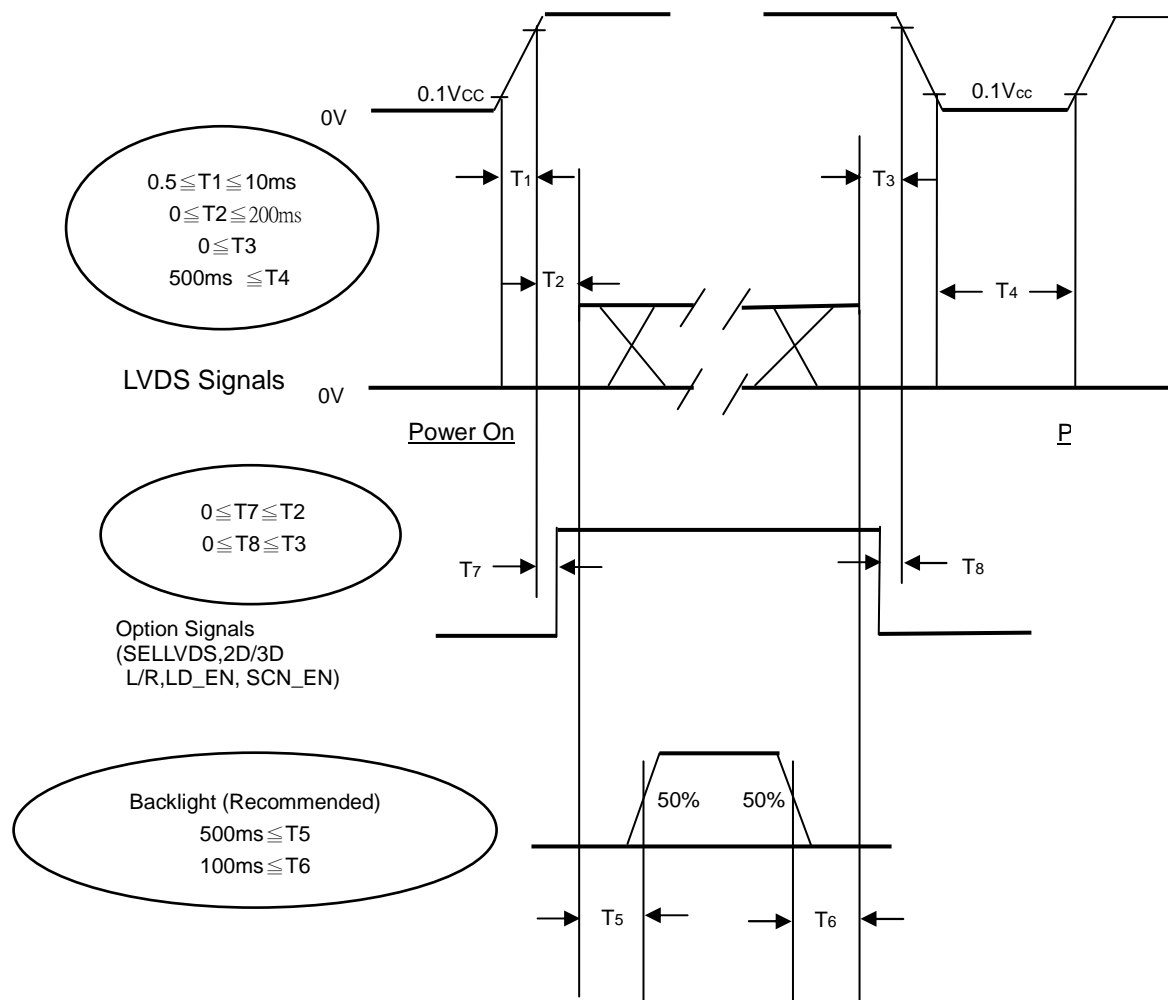 0.1VCC
0.1Vcc
0V
0.5≦T1≦10ms
0≦T2≦200ms
0≦T3
500ms ≦T4
T1
T3
T2
T4
LVDS Signals
0V
Power On
P
0≦T7≦T2
0≦T8≦T3
T7
T8
Option Signals
(SELLVDS,2D/3D
L/R,LD_EN, SCN_EN)
Backlight (Recommended)
500ms≦T5
100ms≦T6
50%
50%
T5
T6